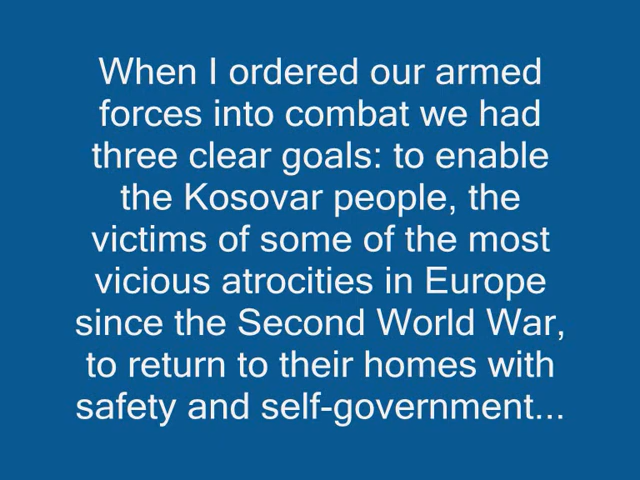 When I ordered our armed
forces into combat we had
three clear goals: to enable
the Kosovar people, the
victims of some of the most
vicious atrocities in Europe
since the Second World War,
to return to their homes with
safety and self-government...